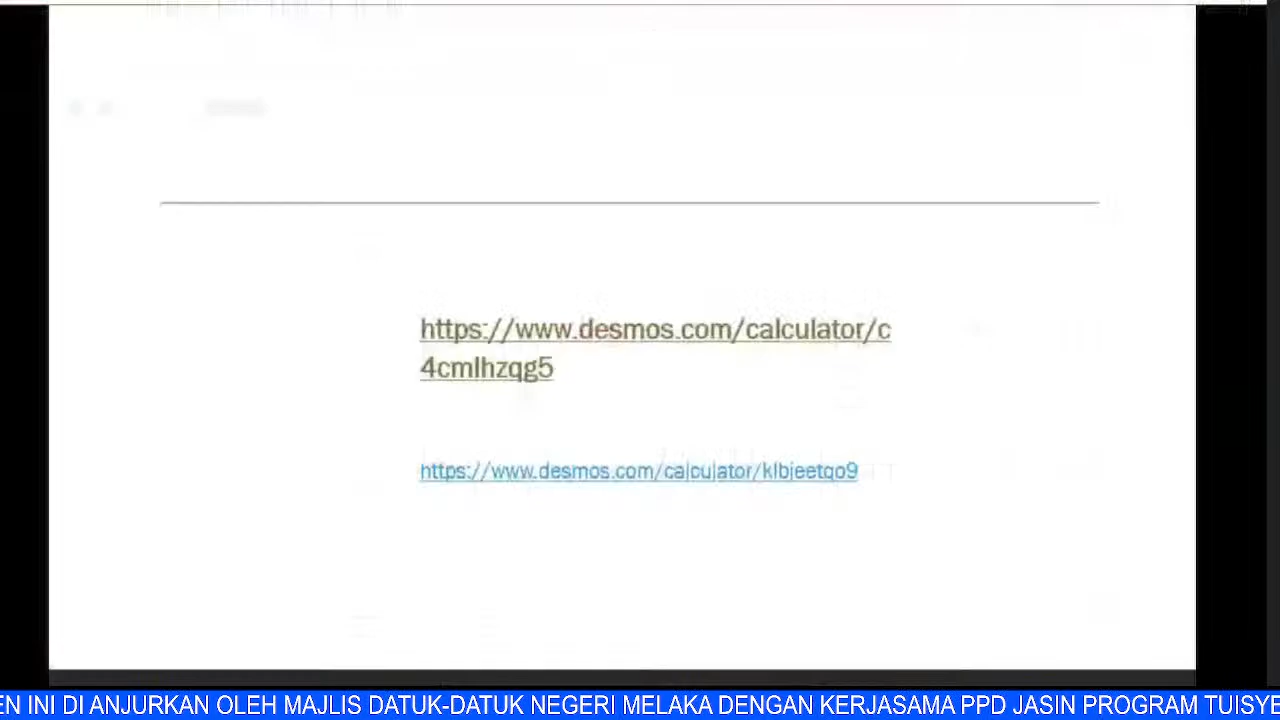 https://www.desmos.com/calculator/c
4cmlhzqg5
https://www.desmos.com/calculator/klbjeetqo9
EN INI DI ANJURKAN OLEH MAJLIS DATUK-DATUK NEGERI MELAKA DENGAN KERJASAMA PPD JASIN PROGRAM TUISYE